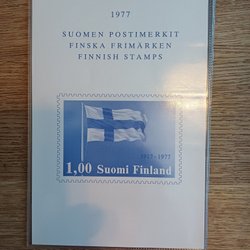 1977
SUOMEN POSTIMERKIT
FINSKA FRIMÄRKEN
FINNISH STAMPS
1917-1977
1,00 Suomi Finland